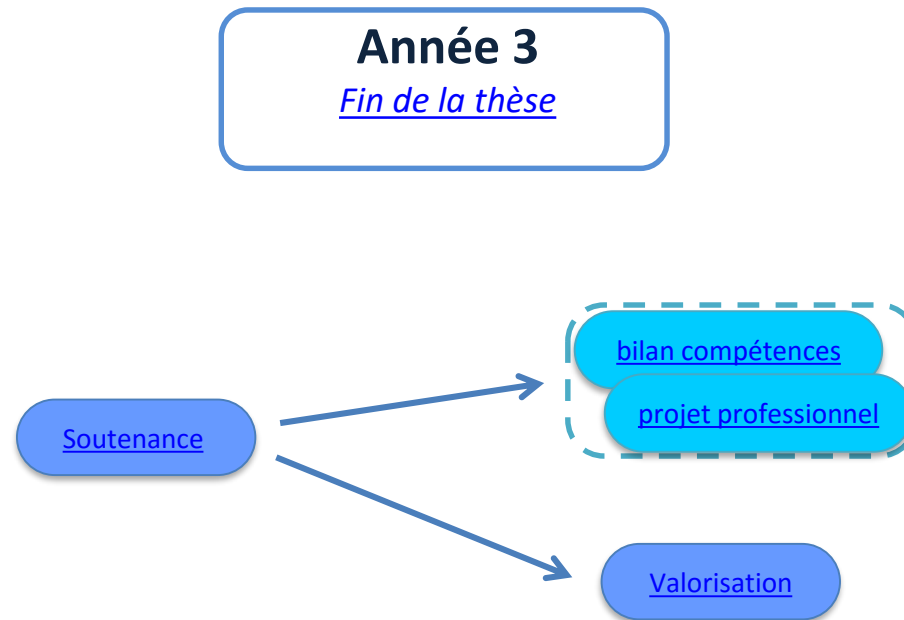 Année 3
Fin de la thèse
bilan compétences
projet professionnel
Soutenance
Valorisation